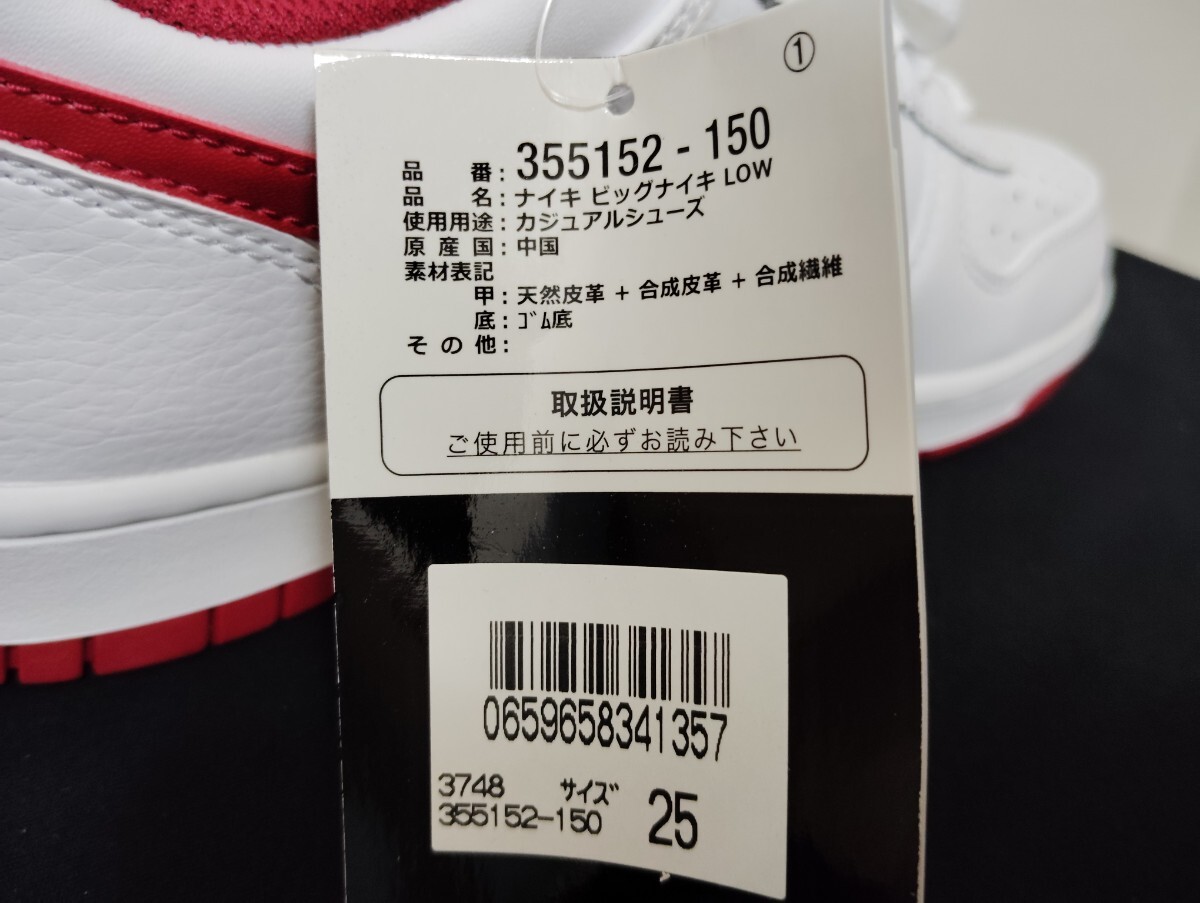 ①
品番: 355152 - 150
品名: ナイキ ビッグナイキ LOW
使用用途: カジュアルシューズ
原産国: 中国
素材表記
甲: 天然皮革 + 合成皮革 + 合成繊維
底: ゴム底
その他:
取扱説明書
ご使用前に必ずお読み下さい
0659658341357
3748 サイズ 25
355152-150